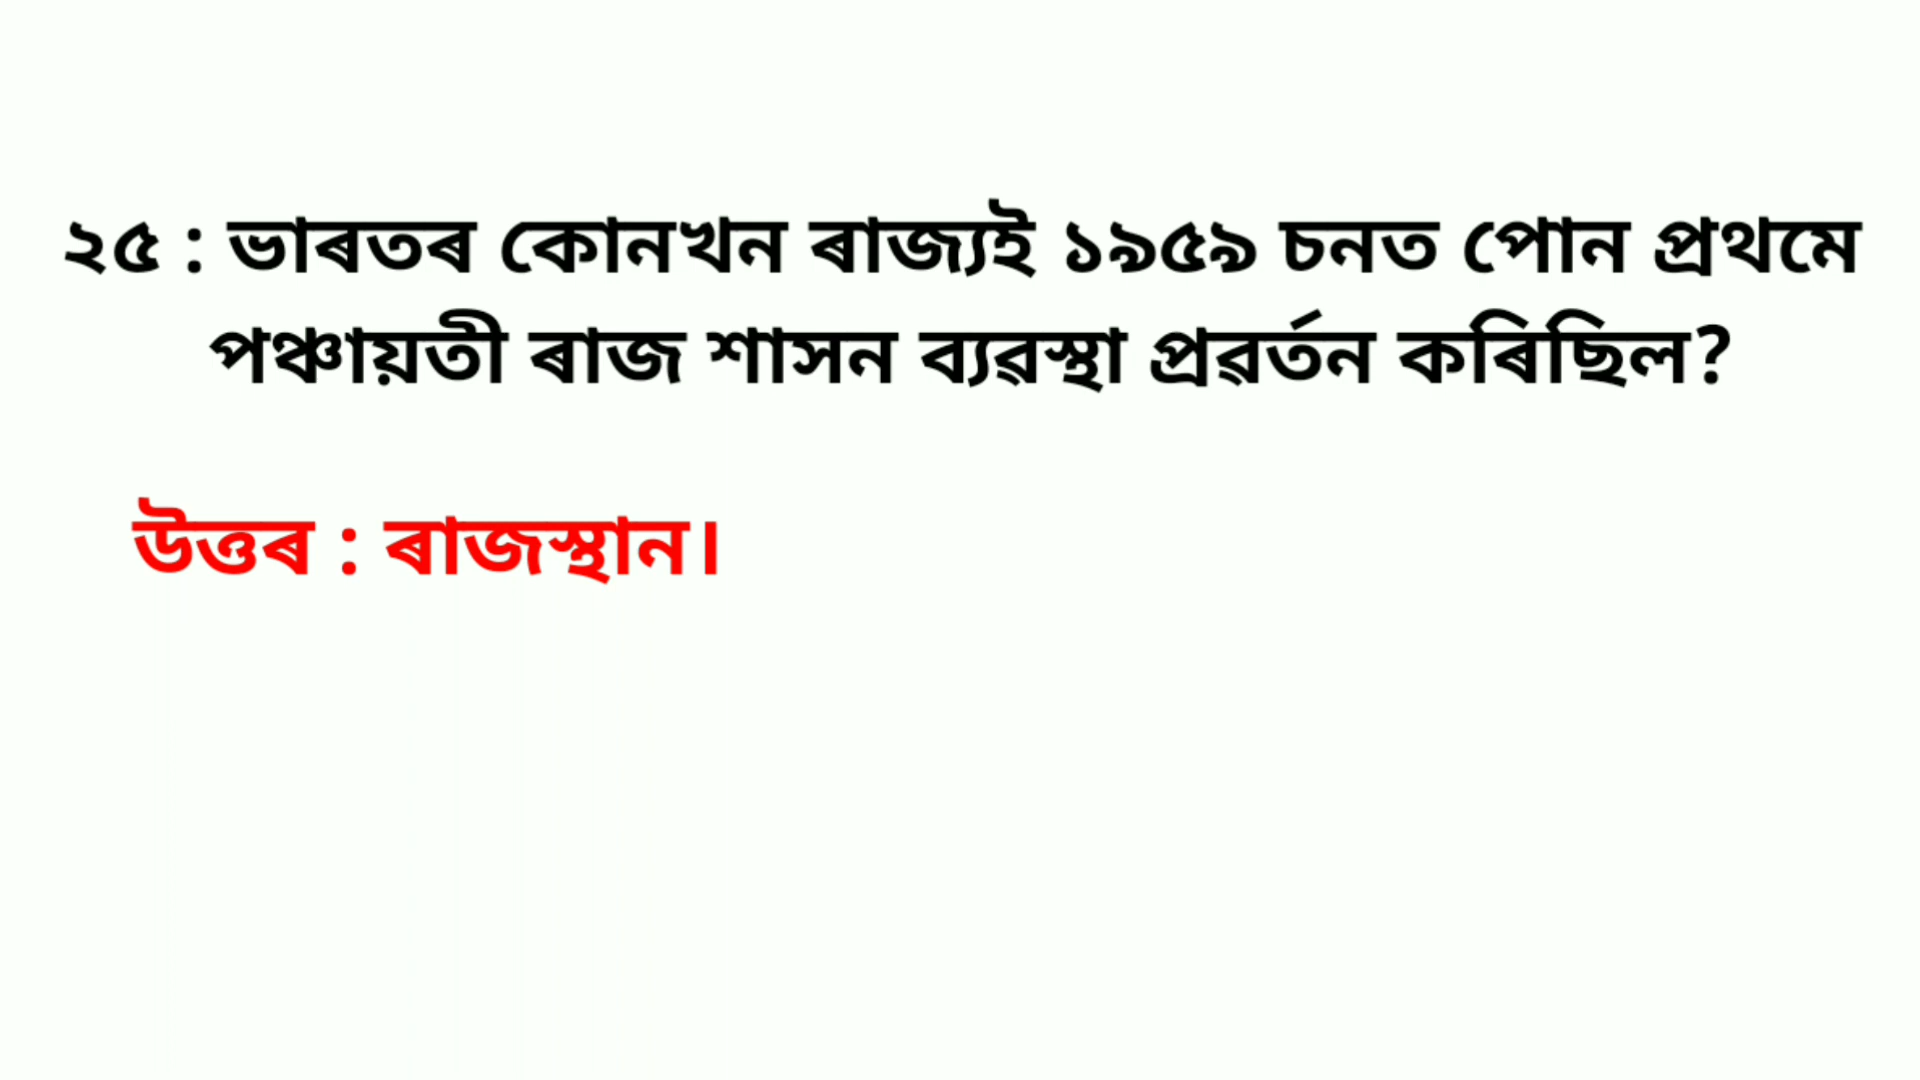 ২৫ : ভাৰতৰ কোনখন ৰাজ্যই ১৯৫৯ চনত পোন প্ৰথমে
পঞ্চায়তী ৰাজ শাসন ব্যৱস্থা প্ৰৱৰ্তন কৰিছিল?
উত্তৰ : ৰাজস্থান।